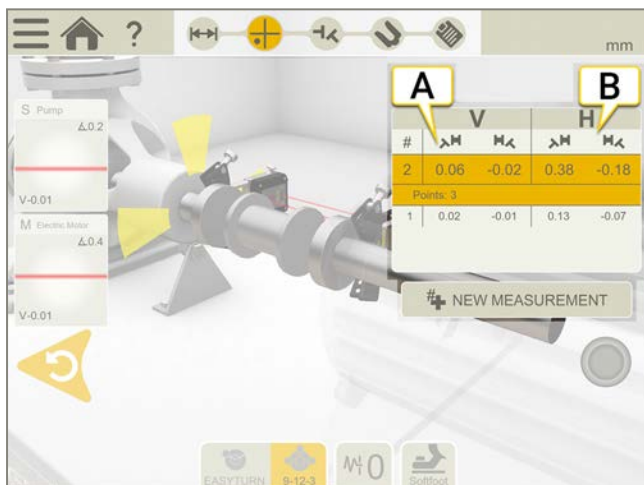 ?
mm
A
B
S Pump
∡0.2
V-0.01
M Electric Motor
∡0.4
V-0.01
V H
#
2 0.06 -0.02 0.38 -0.18
Points: 3
1 0.02 -0.01 0.13 -0.07
# NEW MEASUREMENT
EASYTURN 9-12-3 0 Softfoot